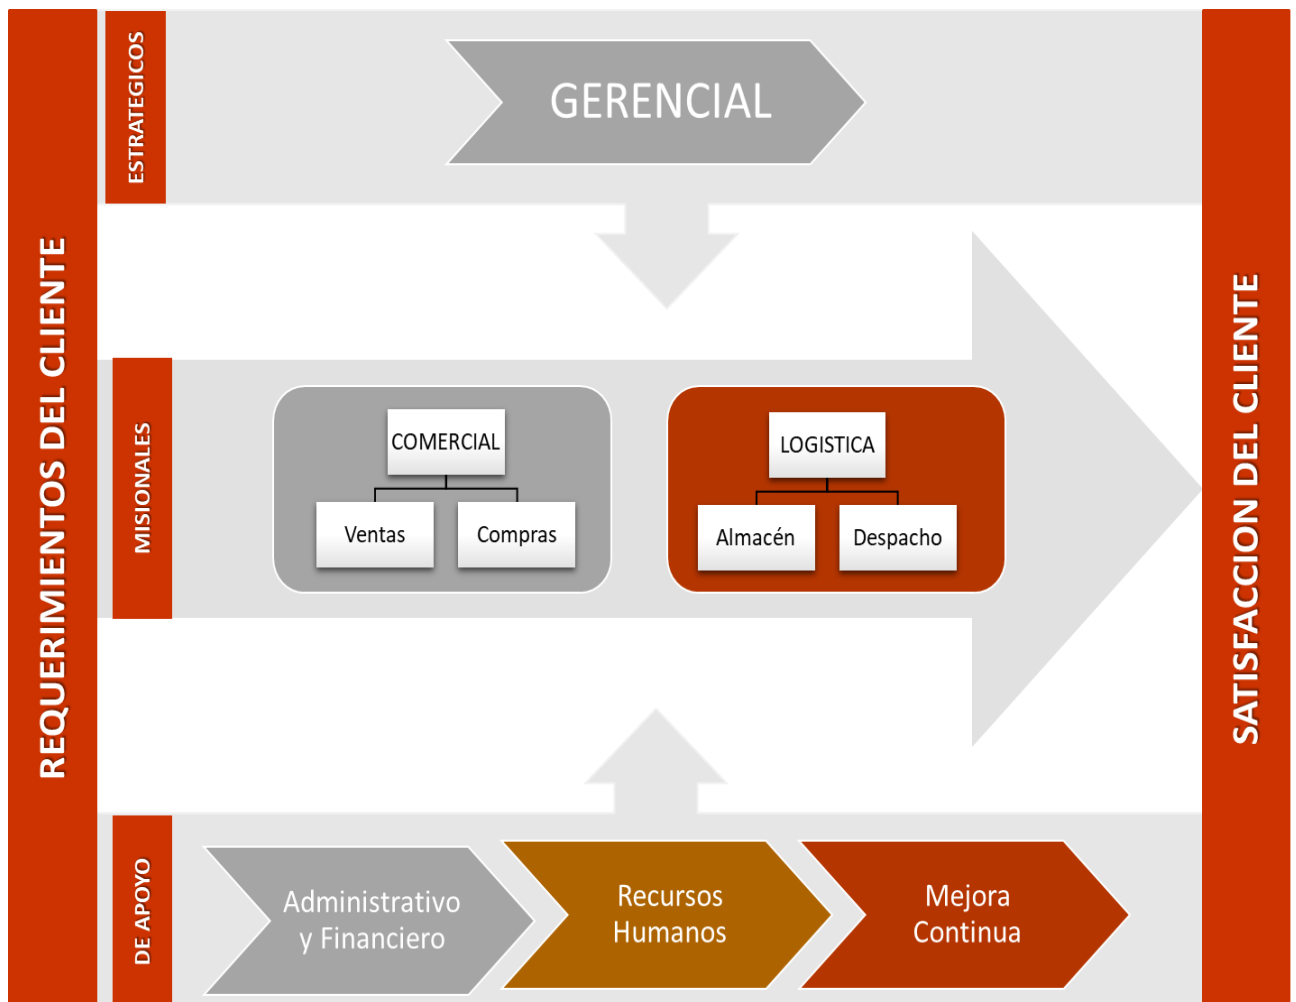 REQUERIMIENTOS DEL CLIENTE
ESTRATEGICOS
GERENCIAL
MISIONALES
COMERCIAL
Ventas
Compras
LOGISTICA
Almacén
Despacho
DE APOYO
Administrativo
y Financiero
Recursos
Humanos
Mejora
Continua
SATISFACCION DEL CLIENTE